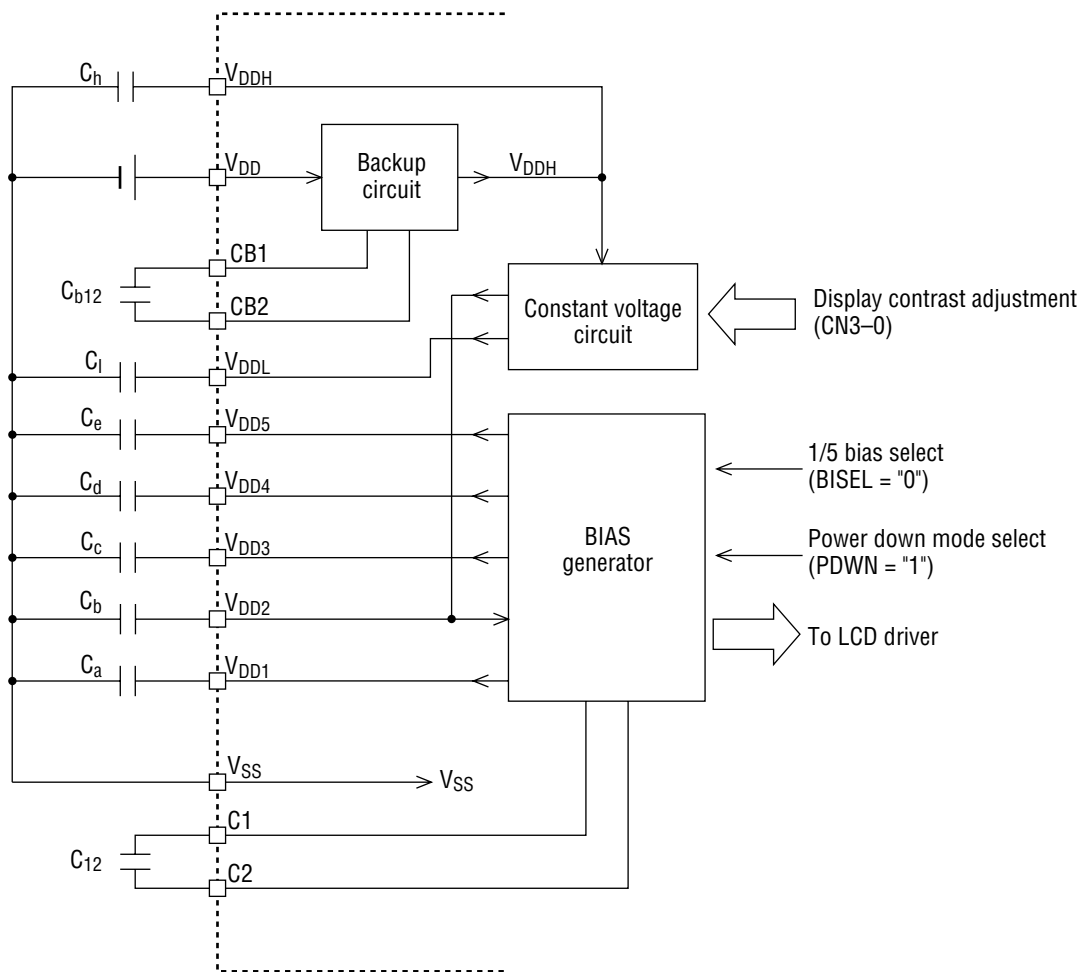 Ch
VDDH
VDD
Backup
circuit
VDDH
CB1
Cb12
CB2
Constant voltage
circuit
Display contrast adjustment
(CN3–0)
Cl
VDDL
Ce
VDD5
1/5 bias select
(BISEL = "0")
Cd
VDD4
BIAS
generator
Cc
VDD3
Power down mode select
(PDWN = "1")
Cb
VDD2
To LCD driver
Ca
VDD1
VSS
VSS
C1
C12
C2